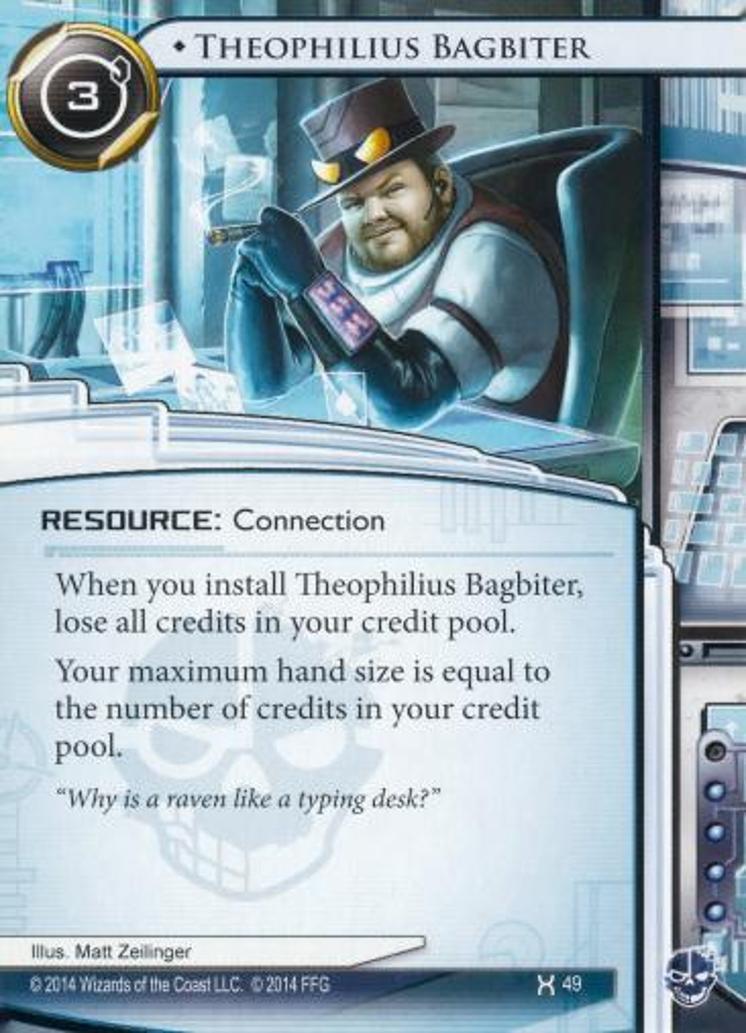 3
• THEOPHILIUS BAGBITER
RESOURCE: Connection
When you install Theophilius Bagbiter,
lose all credits in your credit pool.
Your maximum hand size is equal to
the number of credits in your credit
pool.
“Why is a raven like a typing desk?”
Illus. Matt Zeilinger
© 2014 Wizards of the Coast LLC. © 2014 FFG
49